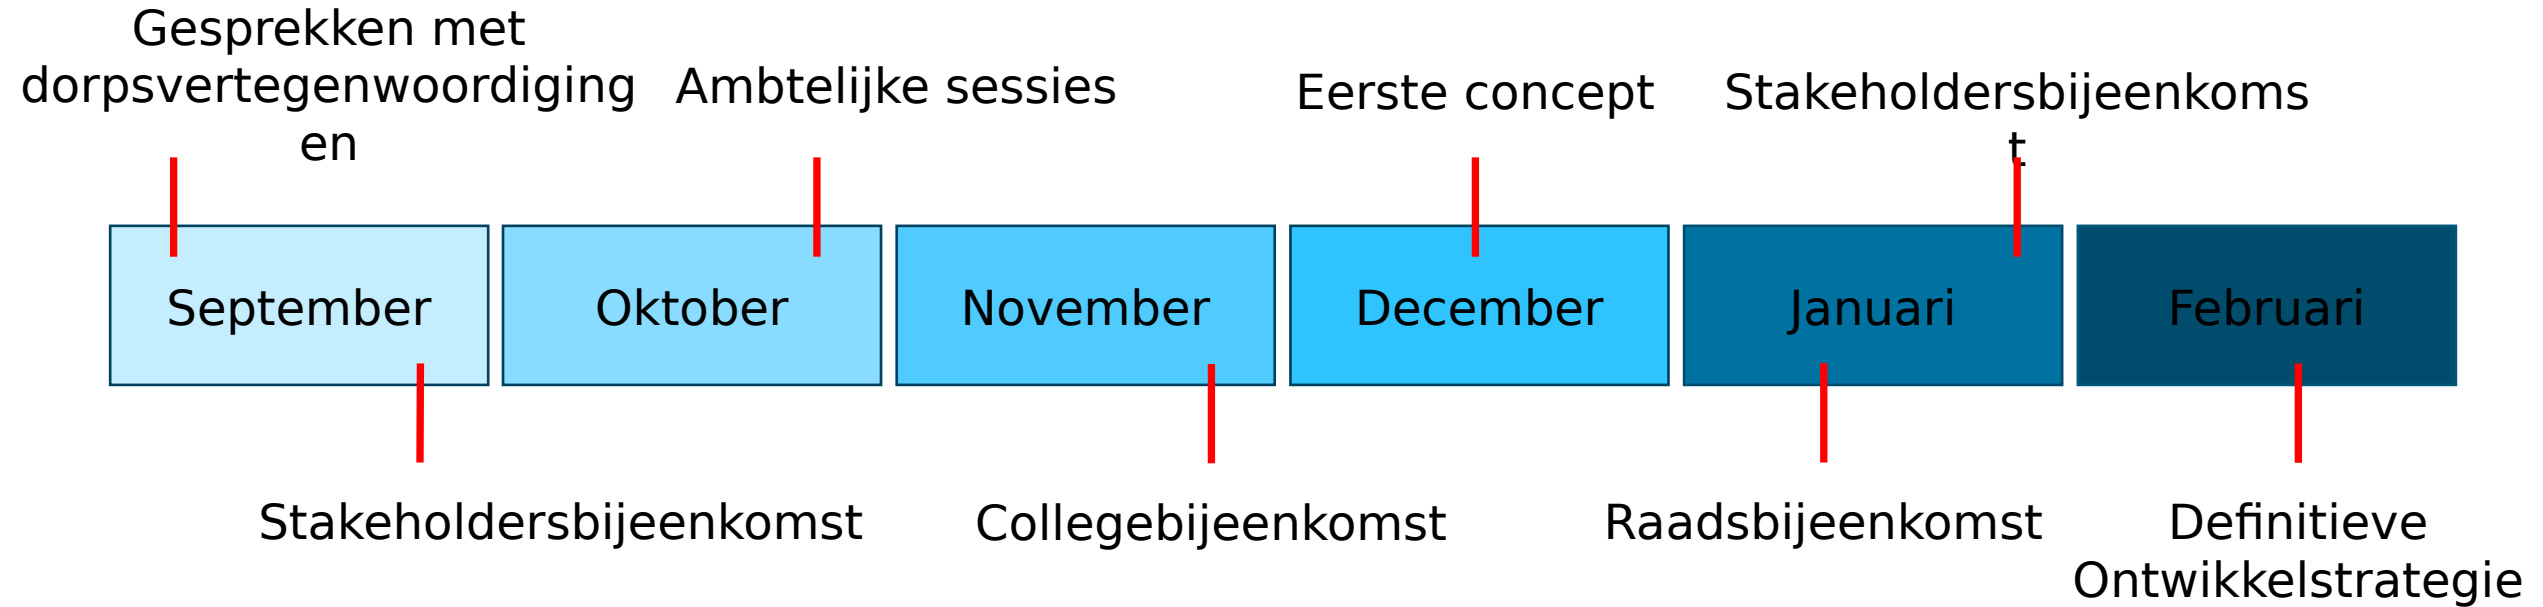 Gesprekken met
dorpsvertegenwoordiging
en
Ambtelijke sessies
Eerste concept
Stakeholdersbijeenkoms
t
September
Oktober
November
December
Januari
Februari
Stakeholdersbijeenkomst
Collegebijeenkomst
Raadsbijeenkomst
Definitieve
Ontwikkelstrategie